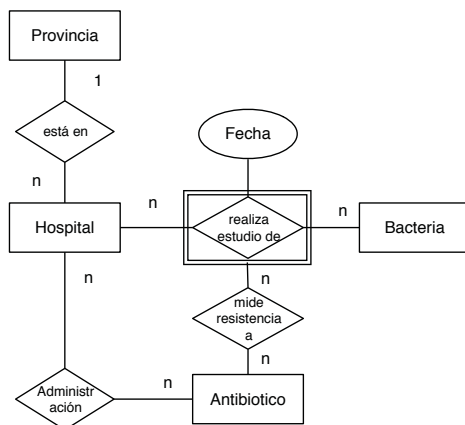 Provincia
1
está en
Fecha
n
Hospital
n
realiza
estudio de
n
Bacteria
n
n
mide
resistencia
a
n
Administr
ación
n
Antibiotico